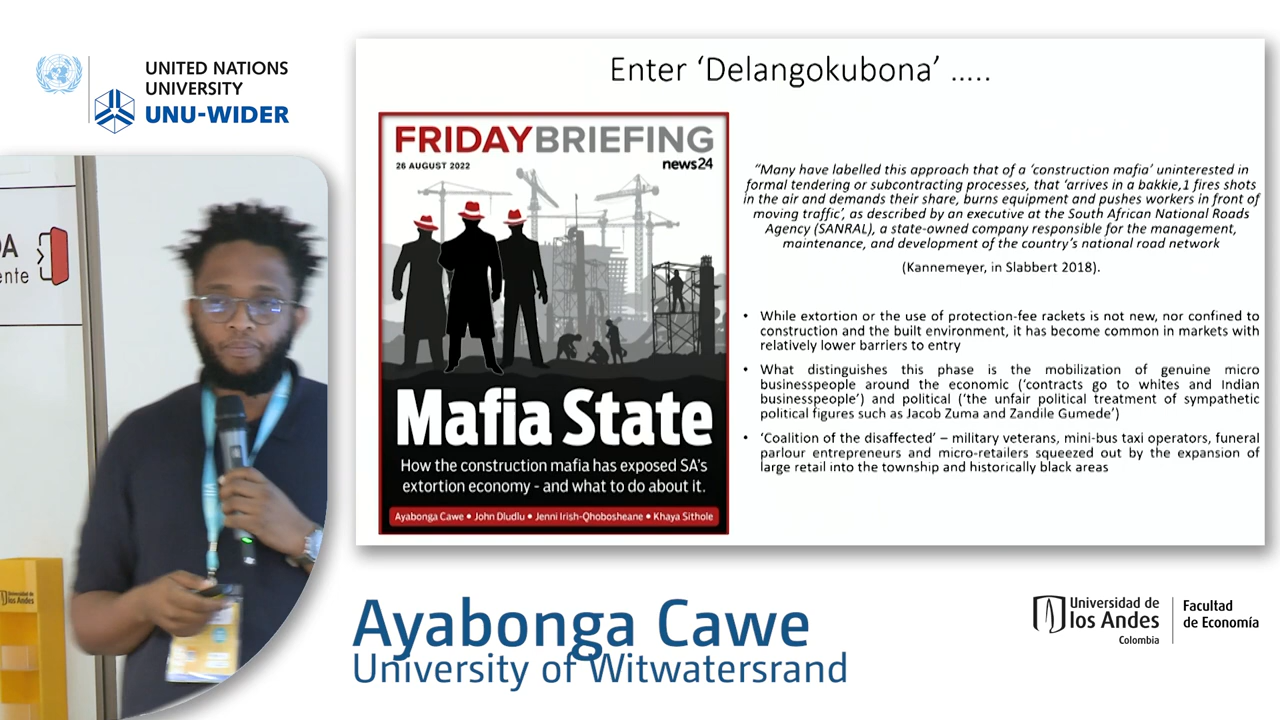 UNITED NATIONS
UNIVERSITY
UNU-WIDER
DA
ente
Universidad de
los Andes
Enter ‘Delangokubona’ .....
FRIDAYBRIEFING
26 AUGUST 2022
news24
Mafia State
How the construction mafia has exposed SA’s
extortion economy - and what to do about it.
Ayabonga Cawe • John Dludlu • Jenni Irish-Qhobosheane • Khaya Sithole
“Many have labelled this approach that of a ‘construction mafia’ uninterested in
formal tendering or subcontracting processes, that ‘arrives in a bakkie,1 fires shots
in the air and demands their share, burns equipment and pushes workers in front of
moving traffic’, as described by an executive at the South African National Roads
Agency (SANRAL), a state-owned company responsible for the management,
maintenance, and development of the country’s national road network
(Kannemeyer, in Slabbert 2018).
• While extortion or the use of protection-fee rackets is not new, nor confined to
construction and the built environment, it has become common in markets with
relatively lower barriers to entry
• What distinguishes this phase is the mobilization of genuine micro
businesspeople around the economic (‘contracts go to whites and Indian
businesspeople’) and political (‘the unfair political treatment of sympathetic
political figures such as Jacob Zuma and Zandile Gumede’)
• ‘Coalition of the disaffected’ – military veterans, mini-bus taxi operators, funeral
parlour entrepreneurs and micro-retailers squeezed out by the expansion of
large retail into the township and historically black areas
Ayabonga Cawe
University of Witwatersrand
Universidad de
los Andes
Colombia
Facultad
de Economía